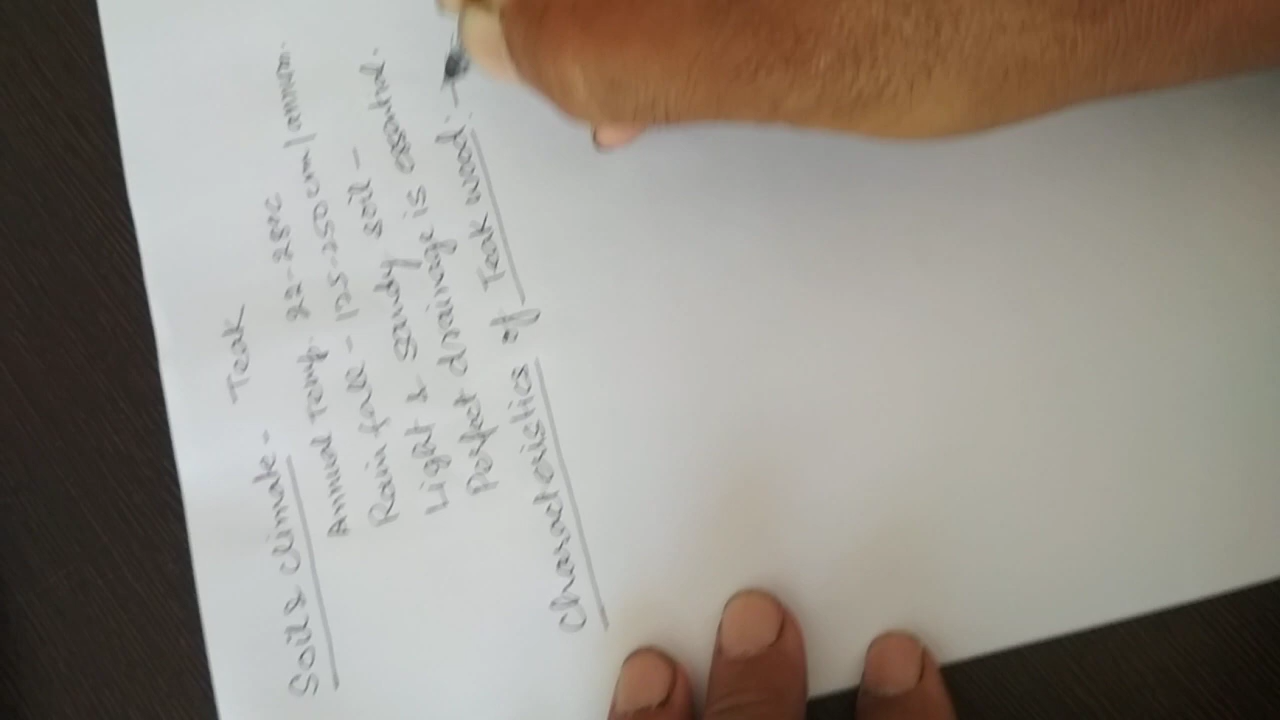 Teak
Soil & Climate-
Annual Temp. 22-28°C
Rain fall - 125-250 cm/annum.
Light & Sandy soil -
Perfect drainage is essential.
Characteristics of Teak wood:-